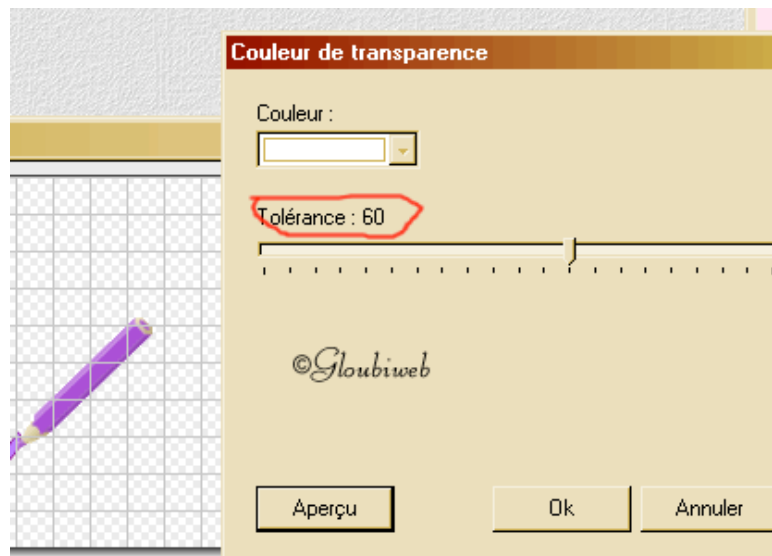 Couleur de transparence
Couleur :
Tolérance : 60
©Gloubiweb
Aperçu
Ok
Annuler